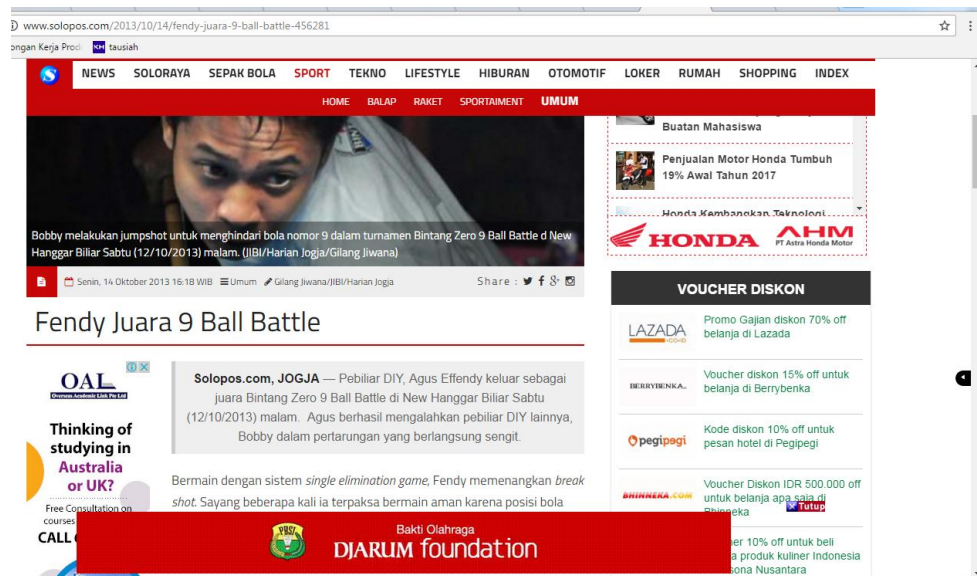 www.solopos.com/2013/10/14/fendy-juara-9-ball-battle-456281
ongan Kerja Prod KH tausiah
NEWS SOLORAYA SEPAK BOLA SPORT TEKNO LIFESTYLE HIBURAN OTOMOTIF LOKER RUMAH SHOPPING INDEX
HOME BALAP RAKET SPORTAIMENT UMUM
Bobby melakukan jumpshot untuk menghindari bola nomor 9 dalam turnamen Bintang Zero 9 Ball Battle d New
Hanggar Biliar Sabtu (12/10/2013) malam. (JIBI/Harian Jogja/Gilang Jiwana)
Senin, 14 Oktober 2013 16:18 WIB Umum Gilang Jiwana/JIBI/Harian Jogja Share :
Fendy Juara 9 Ball Battle
OAL
Overseas Academic Link Pte Ltd
Thinking of
studying in
Australia
or UK?
Free Consultation on
courses
CALL
Solopos.com, JOGJA — Pebiliar DIY, Agus Effendy keluar sebagai
juara Bintang Zero 9 Ball Battle di New Hanggar Biliar Sabtu
(12/10/2013) malam. Agus berhasil mengalahkan pebiliar DIY lainnya,
Bobby dalam pertarungan yang berlangsung sengit.
Bermain dengan sistem single elimination game, Fendy memenangkan break
shot. Sayang beberapa kali ia terpaksa bermain aman karena posisi bola
Buatan Mahasiswa
Penjualan Motor Honda Tumbuh
19% Awal Tahun 2017
Honda Kembangkan Teknologi
HONDA AHM
PT Astra Honda Motor
VOUCHER DISKON
LAZADA
.CO.ID
Promo Gajian diskon 70% off
belanja di Lazada
BERRYBENKA
Voucher diskon 15% off untuk
belanja di Berrybenka
pegipegi
Kode diskon 10% off untuk
pesan hotel di Pegipegi
BHINNEKA.COM
Voucher Diskon IDR 500.000 off
untuk belanja apa saja di
Bhinneka
Tutup
er 10% off untuk beli
a produk kuliner Indonesia
sona Nusantara
PBSI
Bakti Olahraga
DJARUM foundation